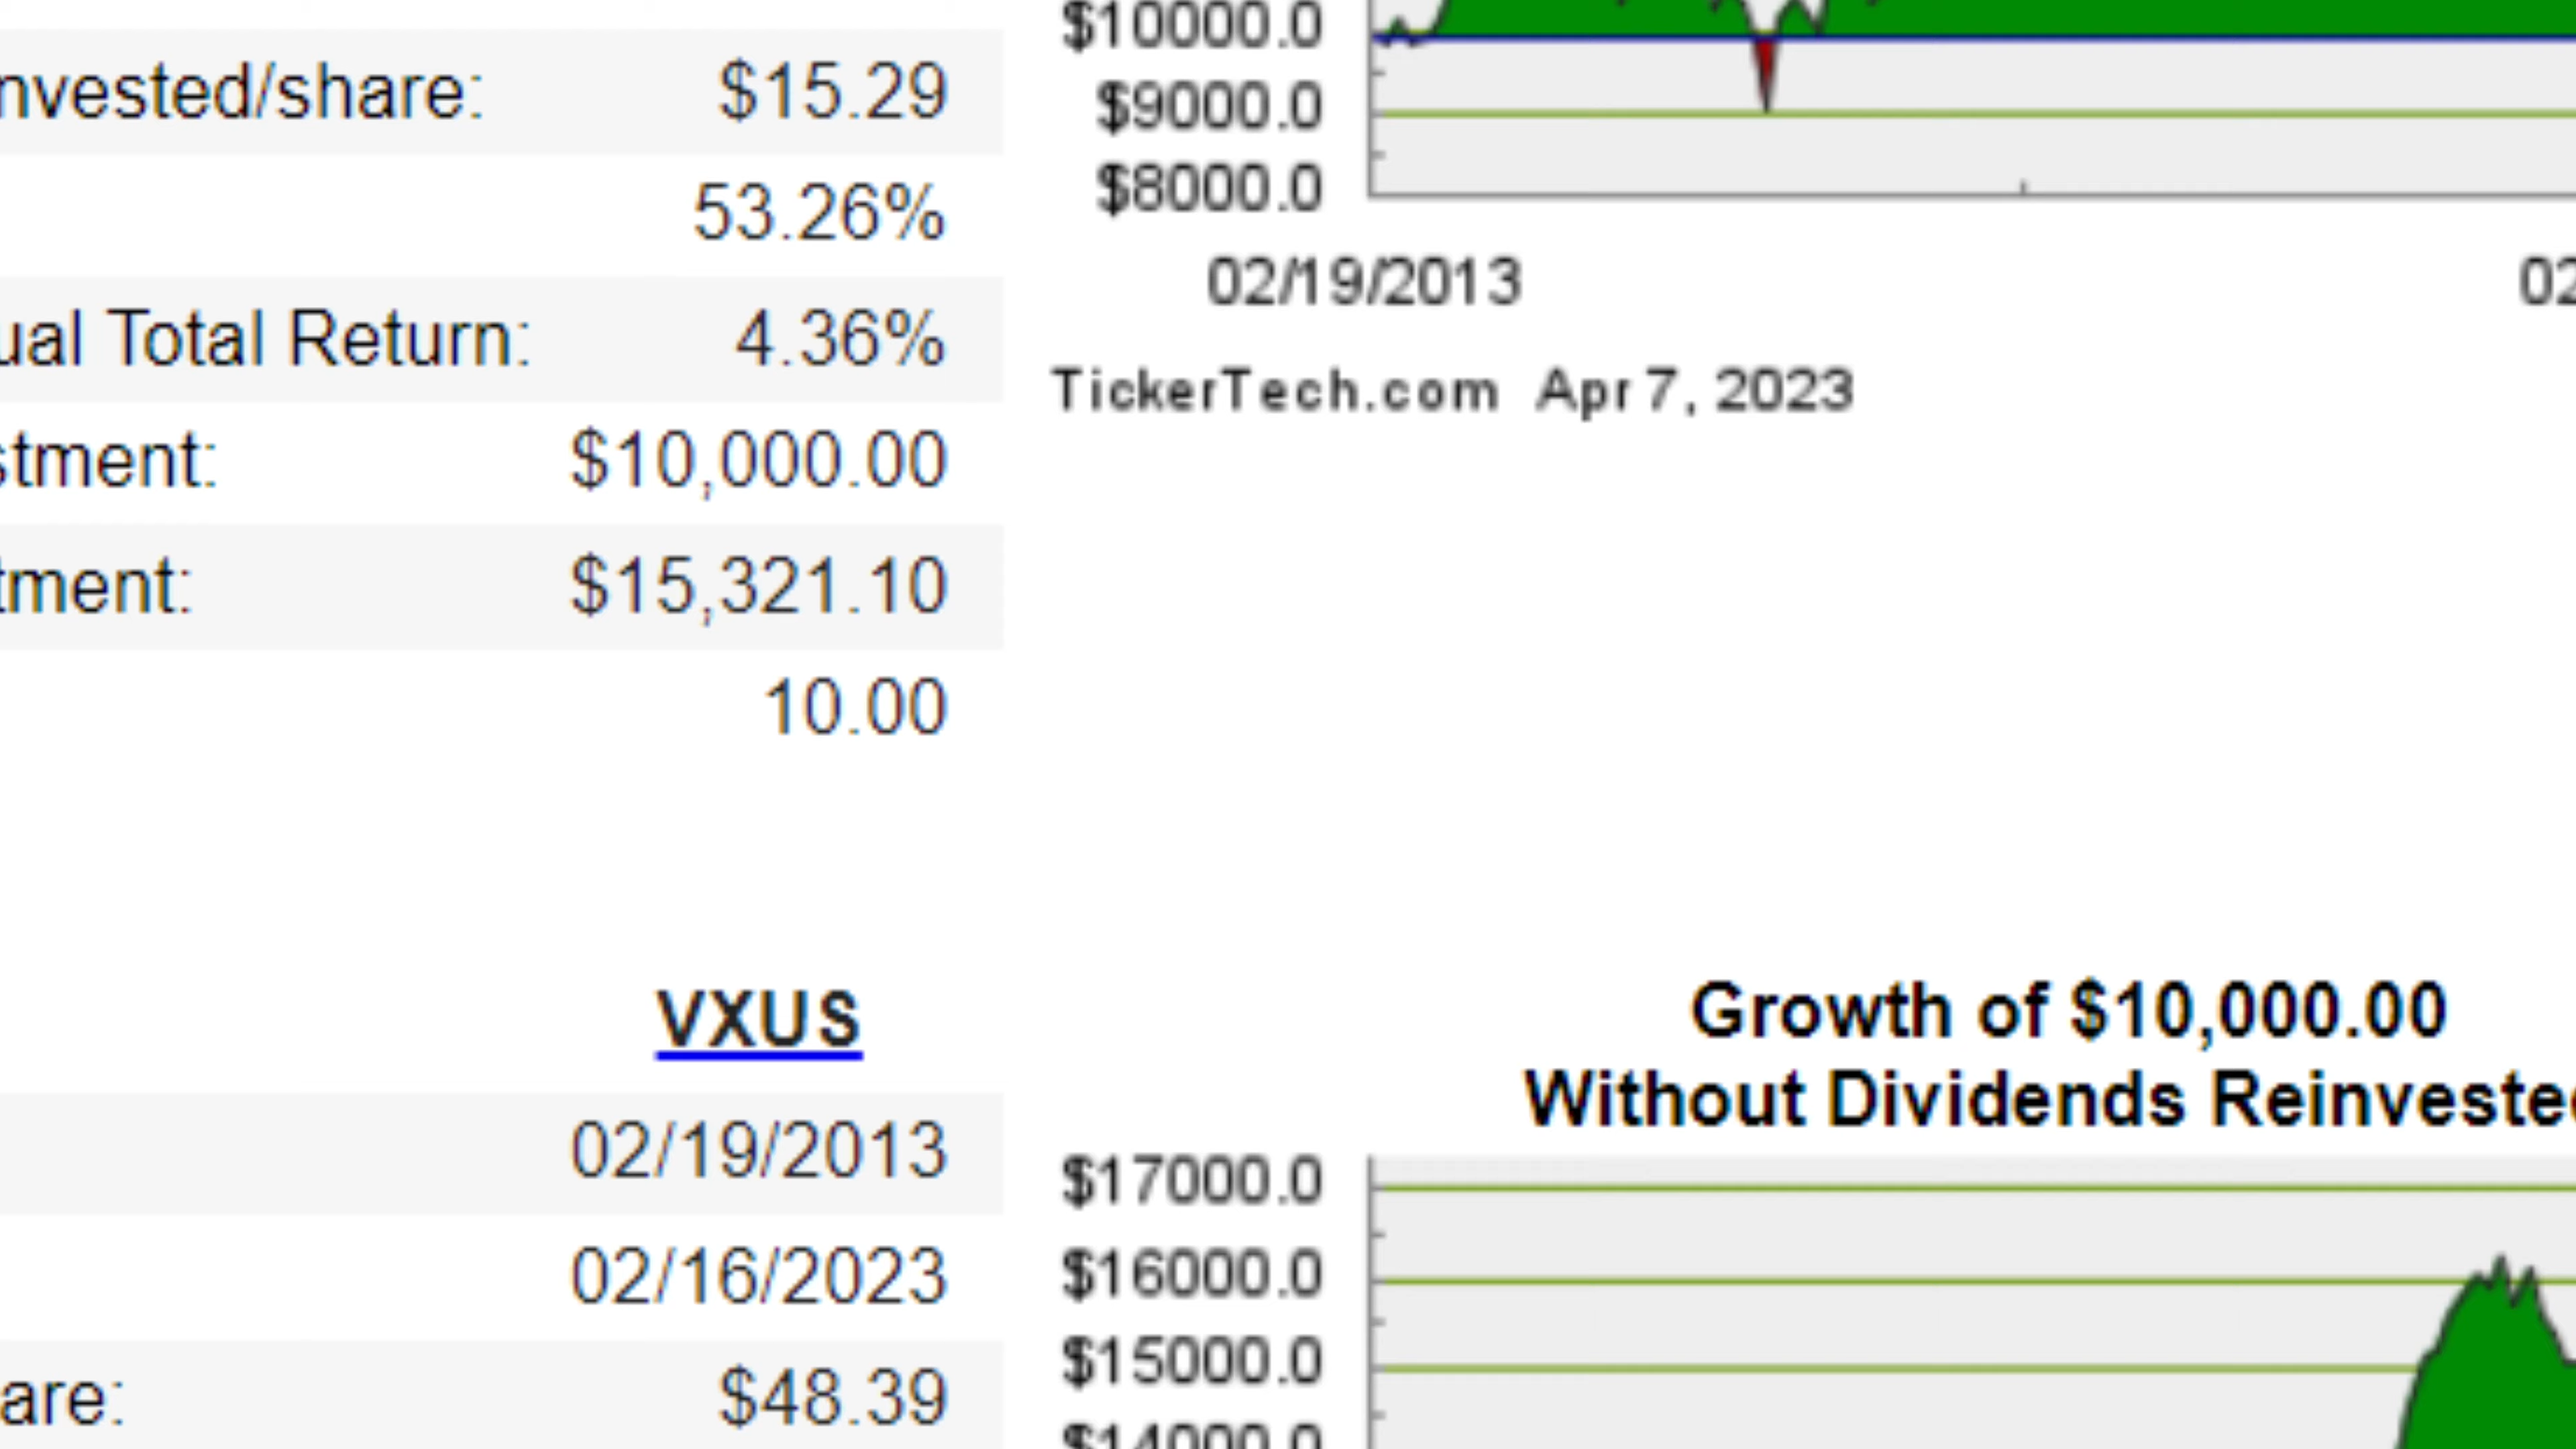 nvested/share: $15.29
53.26%
ual Total Return: 4.36%
stment: $10,000.00
tment: $15,321.10
10.00
$10000.0
$9000.0
$8000.0
02/19/2013 02
TickerTech.com Apr 7, 2023
VXUS
02/19/2013
02/16/2023
are: $48.39
Growth of $10,000.00
Without Dividends Reinveste
$17000.0
$16000.0
$15000.0
$14000.0